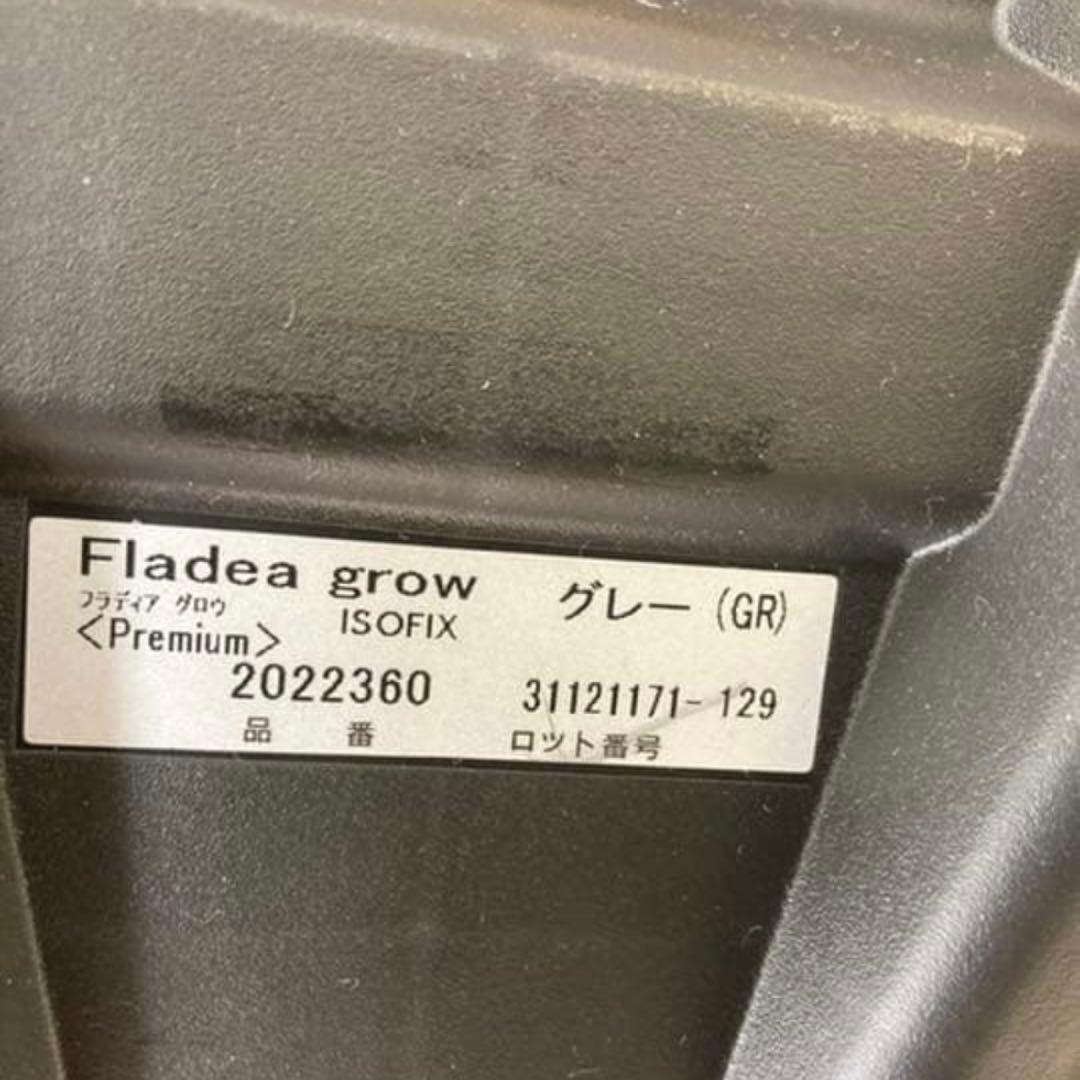 Fladea grow グレー (GR)
フラディア グロウ ISOFIX
<Premium>
2022360 31121171-129
品 番 ロット番号